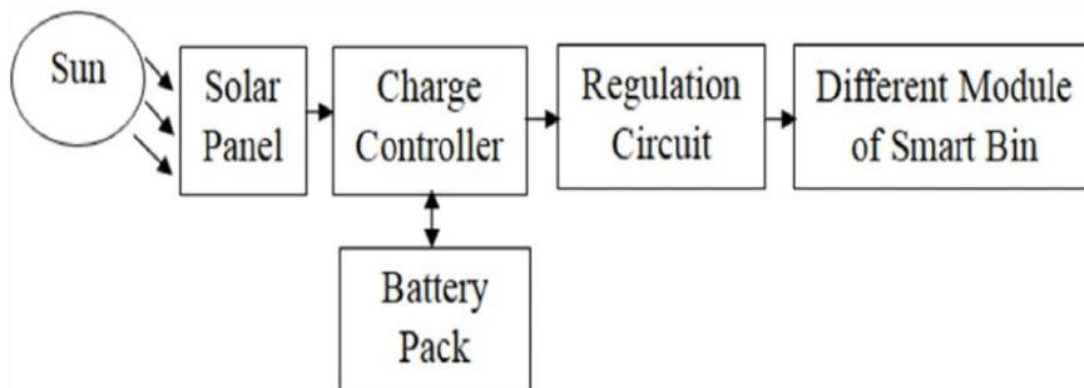 Sun
Solar
Panel
Charge
Controller
Regulation
Circuit
Different Module
of Smart Bin
Battery
Pack